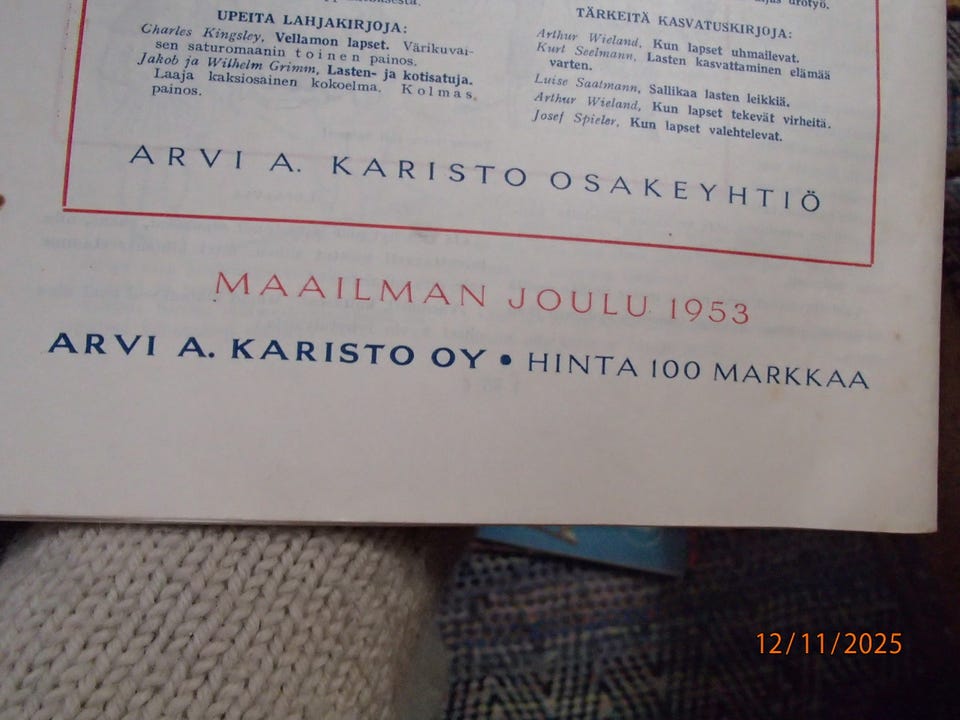 urotyö.
UPEITA LAHJAKIRJOJA:
Charles Kingsley, Vellamon lapset. Värikuvai-
sen saturomaanin toinen painos.
Jakob ja Wilhelm Grimm, Lasten- ja kotisatuja.
Laaja kaksiosainen kokoelma. Kolmas
painos.
TÄRKEITÄ KASVATUSKIRJOJA:
Arthur Wieland, Kun lapset uhmailevat.
Kurt Seelmann, Lasten kasvattaminen elämää
varten.
Luise Saatmann, Sallikaa lasten leikkiä.
Arthur Wieland, Kun lapset tekevät virheitä.
Josef Spieler, Kun lapset valehtelevat.
ARVI A. KARISTO OSAKEYHTIÖ
MAAILMAN JOULU 1953
ARVI A. KARISTO OY • HINTA 100 MARKKAA
12/11/2025